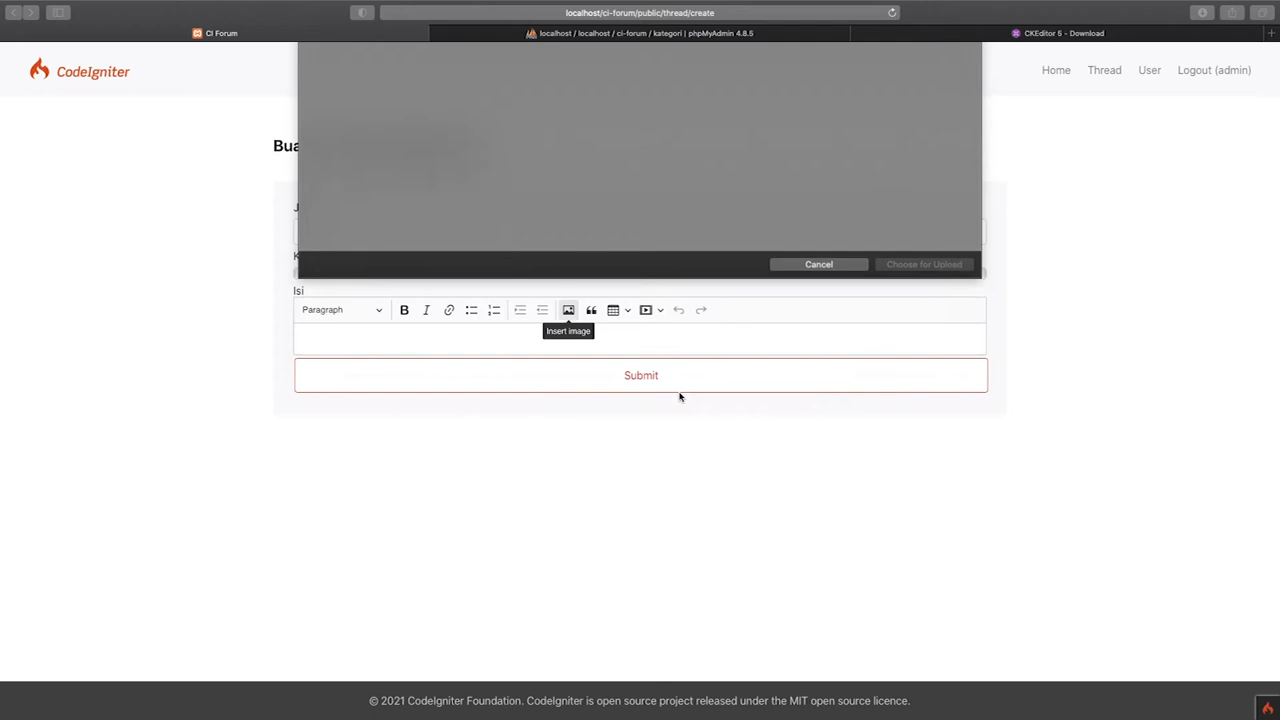 localhost/ci-forum/public/thread/create
CI Forum
localhost / localhost / ci-forum / kategori | phpMyAdmin 4.8.5
CKEditor 5 - Download
CodeIgniter
Home
Thread
User
Logout (admin)
Bua
J
K
Cancel
Choose for Upload
Isi
Paragraph
Insert image
Submit
© 2021 CodeIgniter Foundation. CodeIgniter is open source project released under the MIT open source licence.